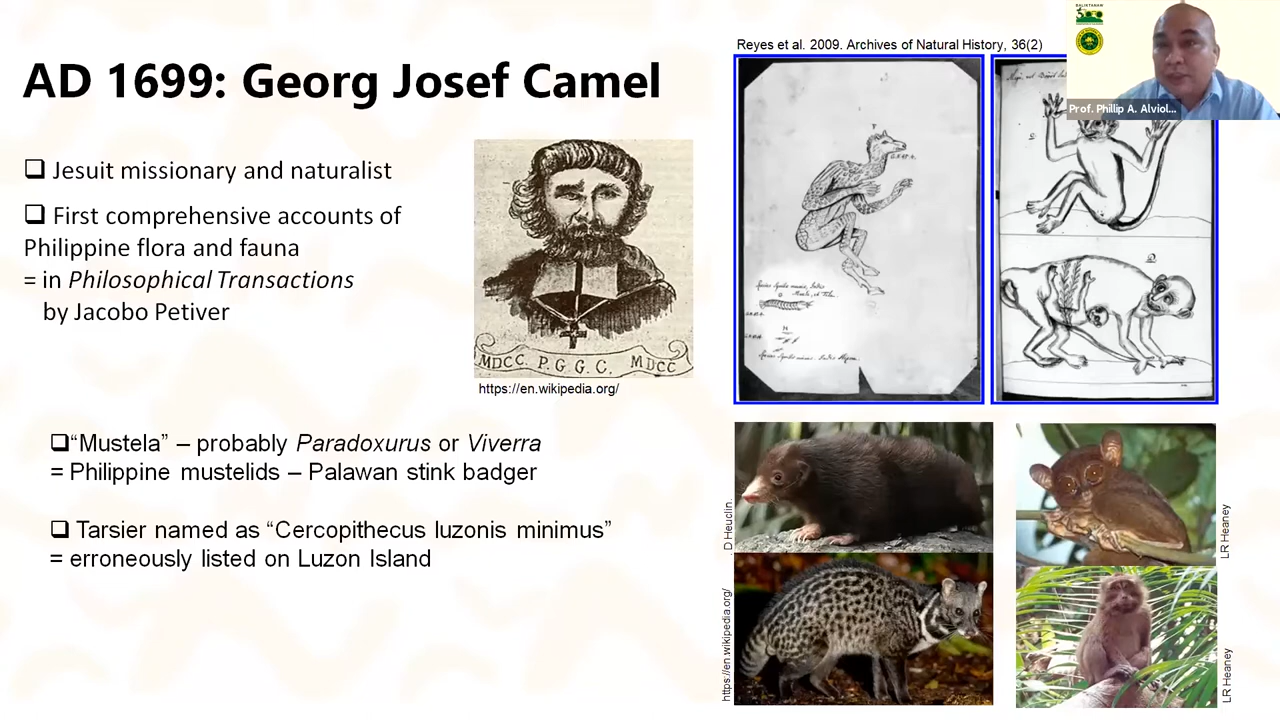 AD 1699: Georg Josef Camel
Jesuit missionary and naturalist
First comprehensive accounts of
Philippine flora and fauna
= in Philosophical Transactions
by Jacobo Petiver
MDCC P. G G. C. MDCC
https://en.wikipedia.org/
“Mustela” – probably Paradoxurus or Viverra
= Philippine mustelids – Palawan stink badger
Tarsier named as “Cercopithecus luzonis minimus”
= erroneously listed on Luzon Island
Reyes et al. 2009. Archives of Natural History, 36(2)
Prof. Phillip A. Alviol...
D Heuclin.
LR Heaney
https://en.wikipedia.org/
LR Heaney